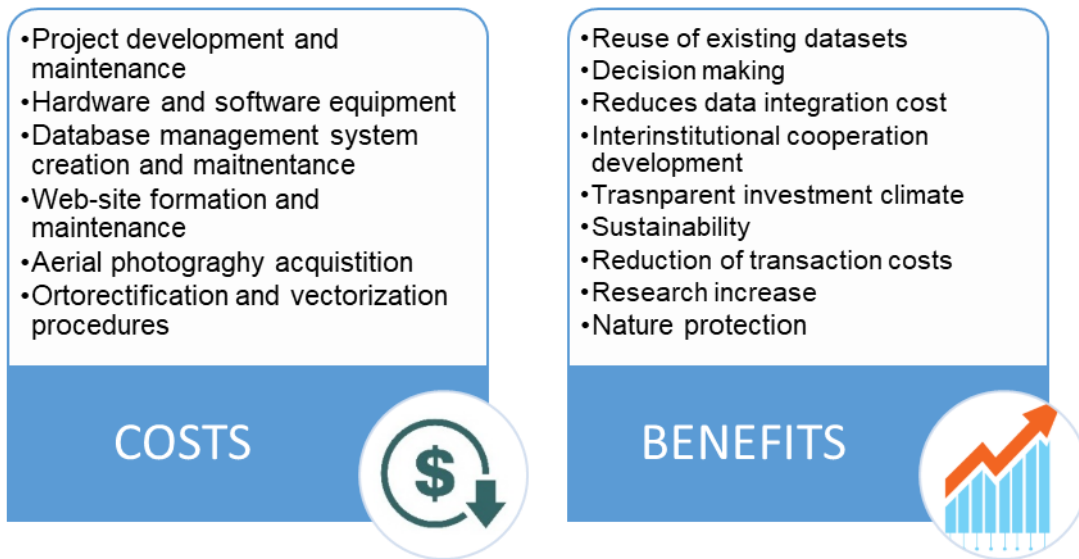 •Project development and
maintenance
•Hardware and software equipment
•Database management system
creation and maitnentance
•Web-site formation and
maintenance
•Aerial photograghy acquistition
•Ortorectification and vectorization
procedures
COSTS
$
•Reuse of existing datasets
•Decision making
•Reduces data integration cost
•Interinstitutional cooperation
development
•Trasnparent investment climate
•Sustainability
•Reduction of transaction costs
•Research increase
•Nature protection
BENEFITS